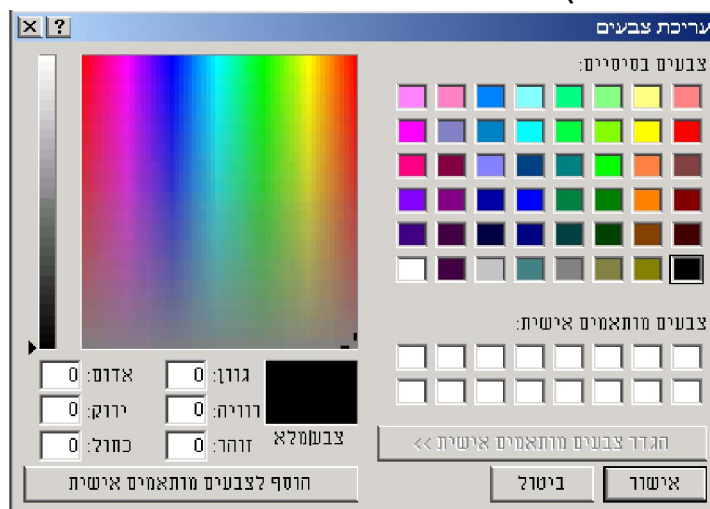 עריכת צבעים
צבעים בסיסיים:
צבעים מותאמים אישית:
הגדר צבעים מותאמים אישית >>
אישור
ביטול
גוון: 0
אדום: 0
רוויה: 0
ירוק: 0
זוהר: 0
כחול: 0
צבע|מלא
הוסף לצבעים מותאמים אישית